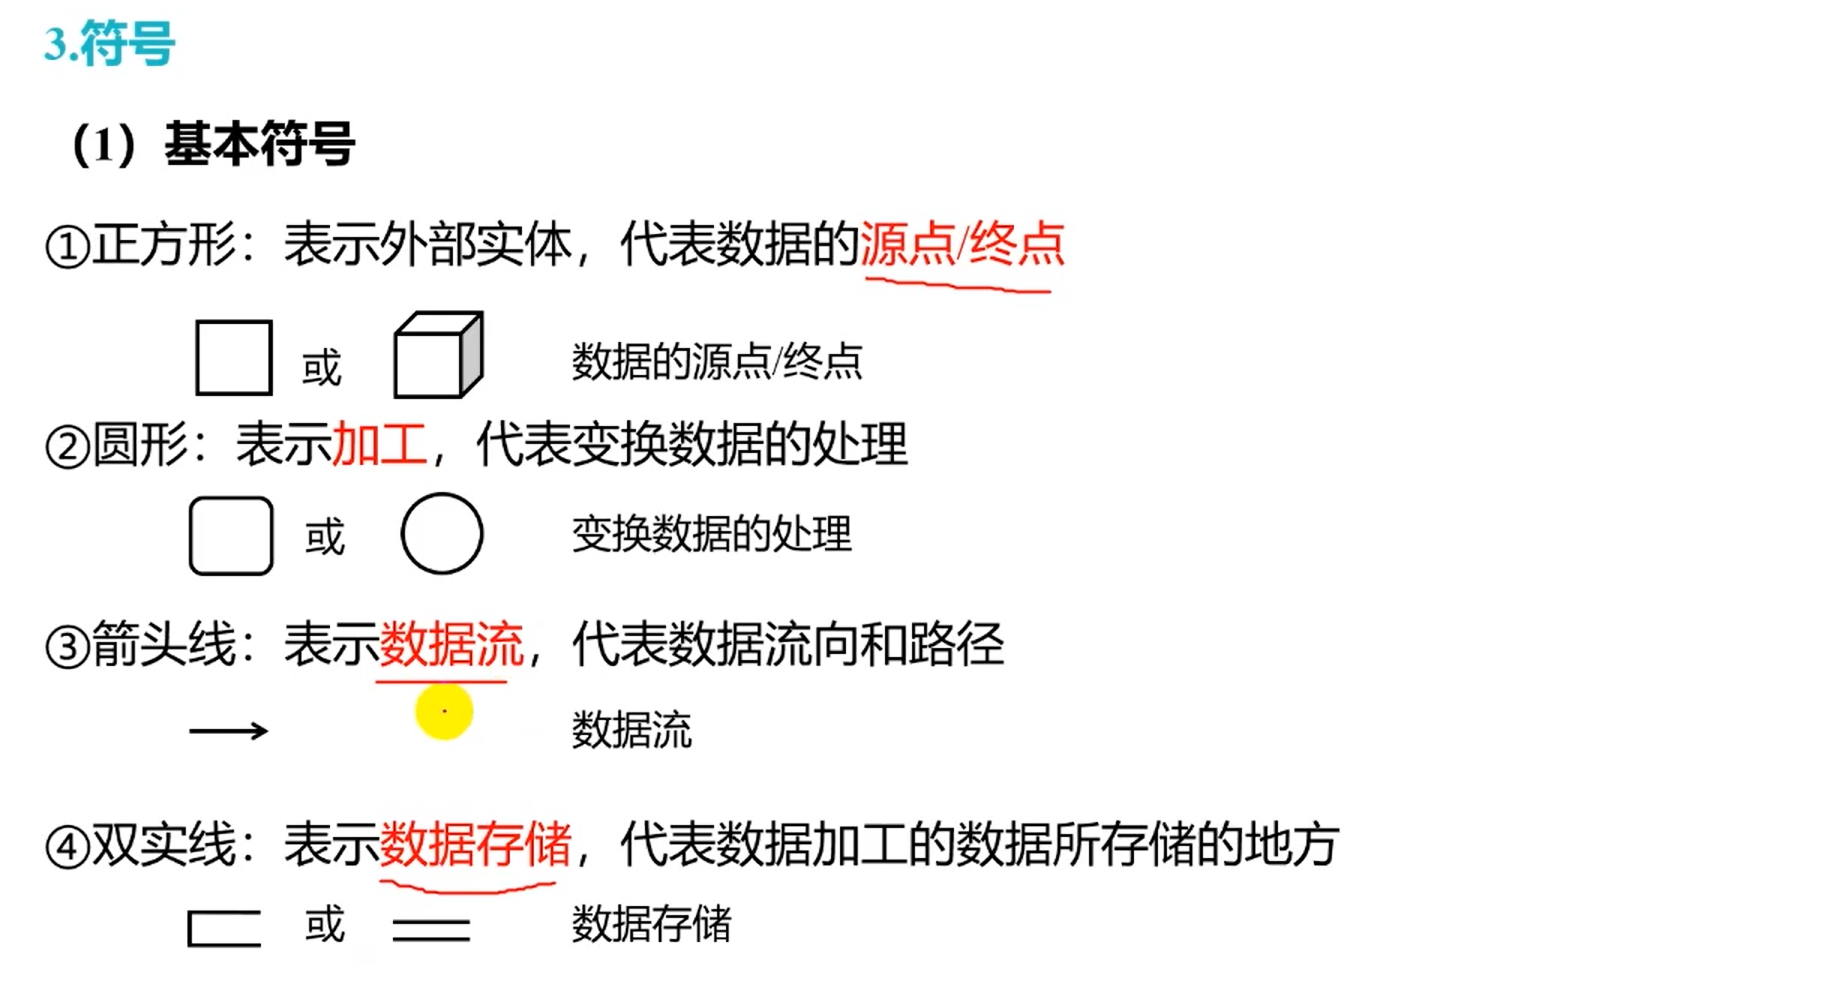 3.符号
（1）基本符号
①正方形：表示外部实体，代表数据的源点/终点
或 数据的源点/终点
②圆形：表示加工，代表变换数据的处理
或 变换数据的处理
③箭头线：表示数据流，代表数据流向和路径
数据流
④双实线：表示数据存储，代表数据加工的数据所存储的地方
或 数据存储